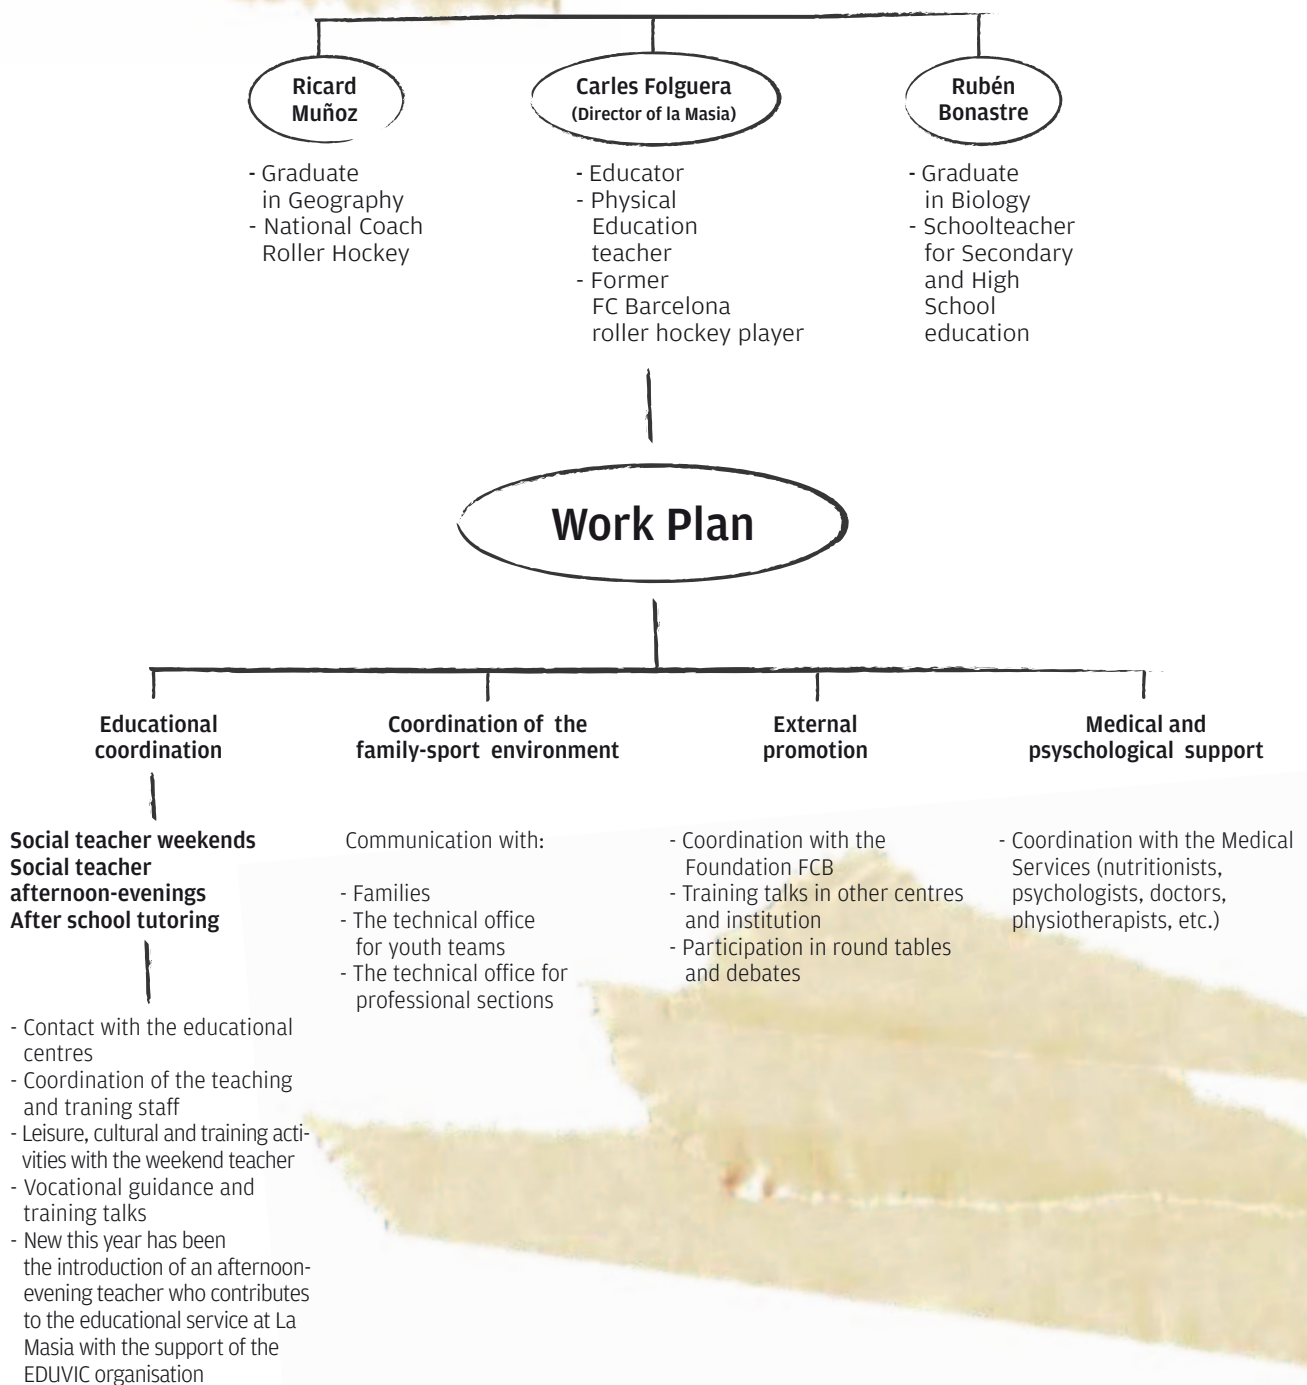 Ricard
Muñoz
- Graduate
in Geography
- National Coach
Roller Hockey
Carles Folguera
(Director of la Masia)
- Educator
- Physical
Education
teacher
- Former
FC Barcelona
roller hockey player
Rubén
Bonastre
- Graduate
in Biology
- Schoolteacher
for Secondary
and High
School
education
Work Plan
Educational
coordination
Social teacher weekends
Social teacher
afternoon-evenings
After school tutoring
- Contact with the educational
centres
- Coordination of the teaching
and traning staff
- Leisure, cultural and training acti-
vities with the weekend teacher
- Vocational guidance and
training talks
- New this year has been
the introduction of an afternoon-
evening teacher who contributes
to the educational service at La
Masia with the support of the
EDUVIC organisation
Coordination of the
family-sport environment
Communication with:
- Families
- The technical office
for youth teams
- The technical office for
professional sections
External
promotion
- Coordination with the
Foundation FCB
- Training talks in other centres
and institution
- Participation in round tables
and debates
Medical and
psyschological support
- Coordination with the Medical
Services (nutritionists,
psychologists, doctors,
physiotherapists, etc.)